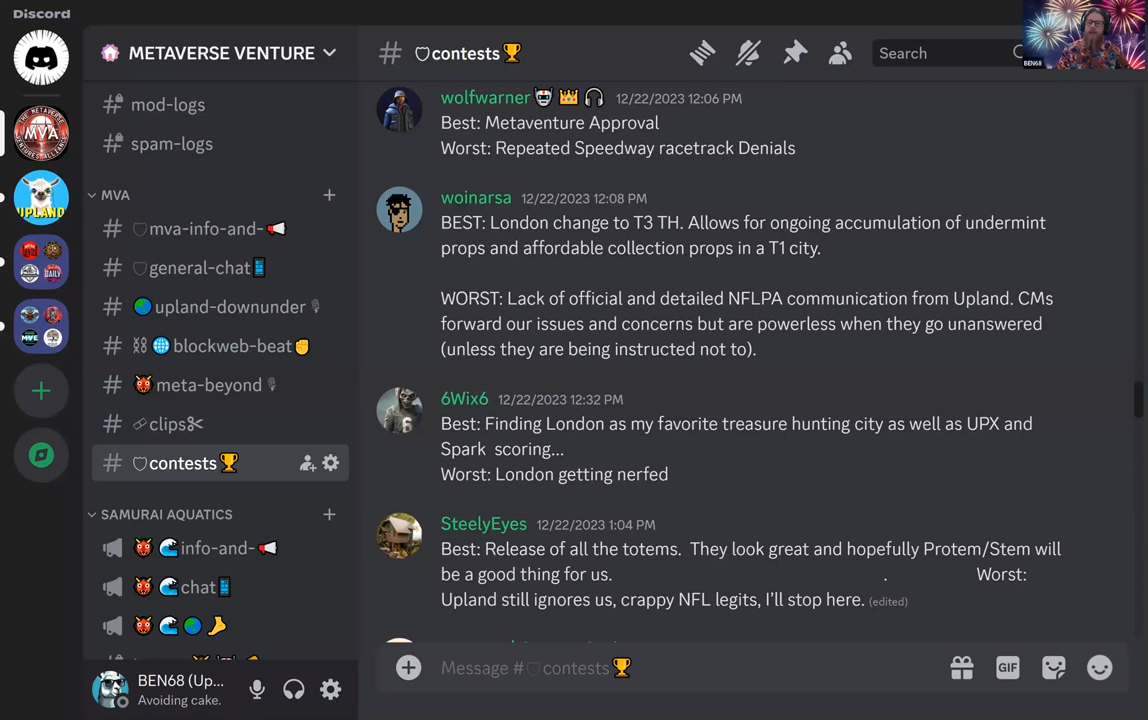 Discord
METAVERSE VENTURE
contests
Search
BEN68
mod-logs
spam-logs
MVA
mva-info-and-
general-chat
upland-downunder
blockweb-beat
meta-beyond
clips
contests
SAMURAI AQUATICS
info-and-
chat
BEN68 (Up...
Avoiding cake.
MVA
UPLAND
wolfwarner 12/22/2023 12:06 PM
Best: Metaventure Approval
Worst: Repeated Speedway racetrack Denials
woinarsa 12/22/2023 12:08 PM
BEST: London change to T3 TH. Allows for ongoing accumulation of undermint
props and affordable collection props in a T1 city.
WORST: Lack of official and detailed NFLPA communication from Upland. CMs
forward our issues and concerns but are powerless when they go unanswered
(unless they are being instructed not to).
6Wix6 12/22/2023 12:32 PM
Best: Finding London as my favorite treasure hunting city as well as UPX and
Spark scoring...
Worst: London getting nerfed
SteelyEyes 12/22/2023 1:04 PM
Best: Release of all the totems. They look great and hopefully Protem/Stem will
be a good thing for us. . Worst:
Upland still ignores us, crappy NFL legits, I'll stop here. (edited)
Message # contests
GIF